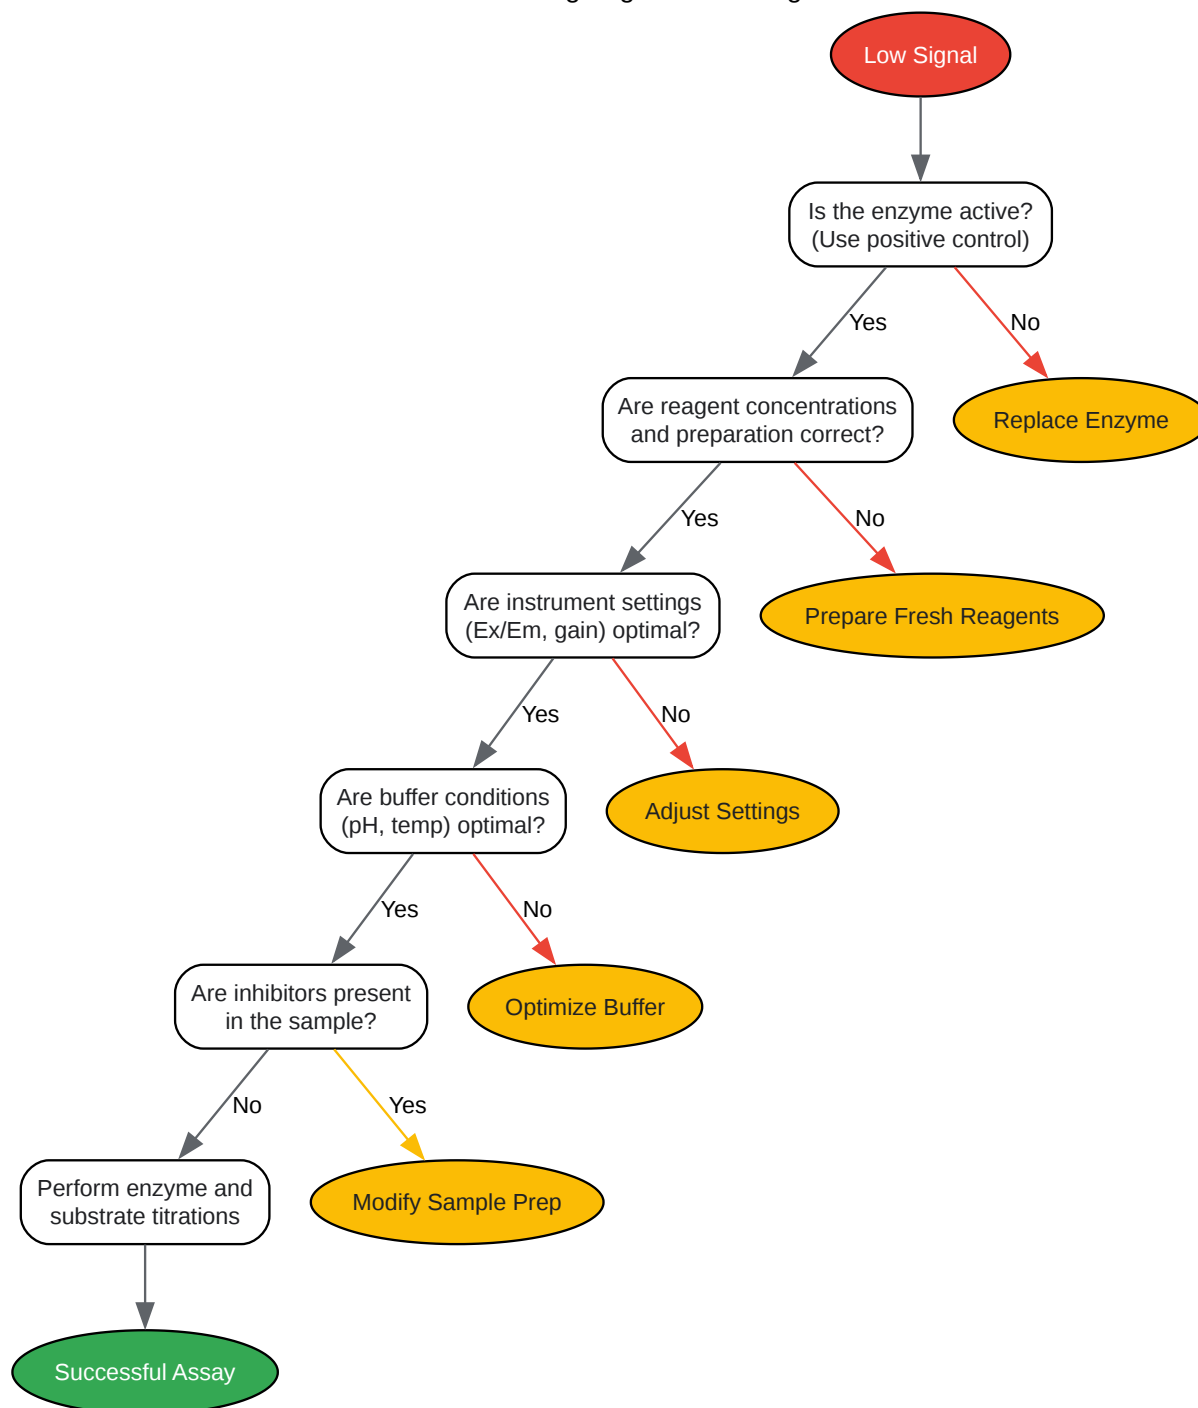 Low Signal
Is the enzyme active?
(Use positive control)
Yes
No
Are reagent concentrations
and preparation correct?
Replace Enzyme
Yes
No
Are instrument settings
(Ex/Em, gain) optimal?
Prepare Fresh Reagents
Yes
No
Are buffer conditions
(pH, temp) optimal?
Adjust Settings
Yes
No
Are inhibitors present
in the sample?
Optimize Buffer
No
Yes
Perform enzyme and
substrate titrations
Modify Sample Prep
Successful Assay